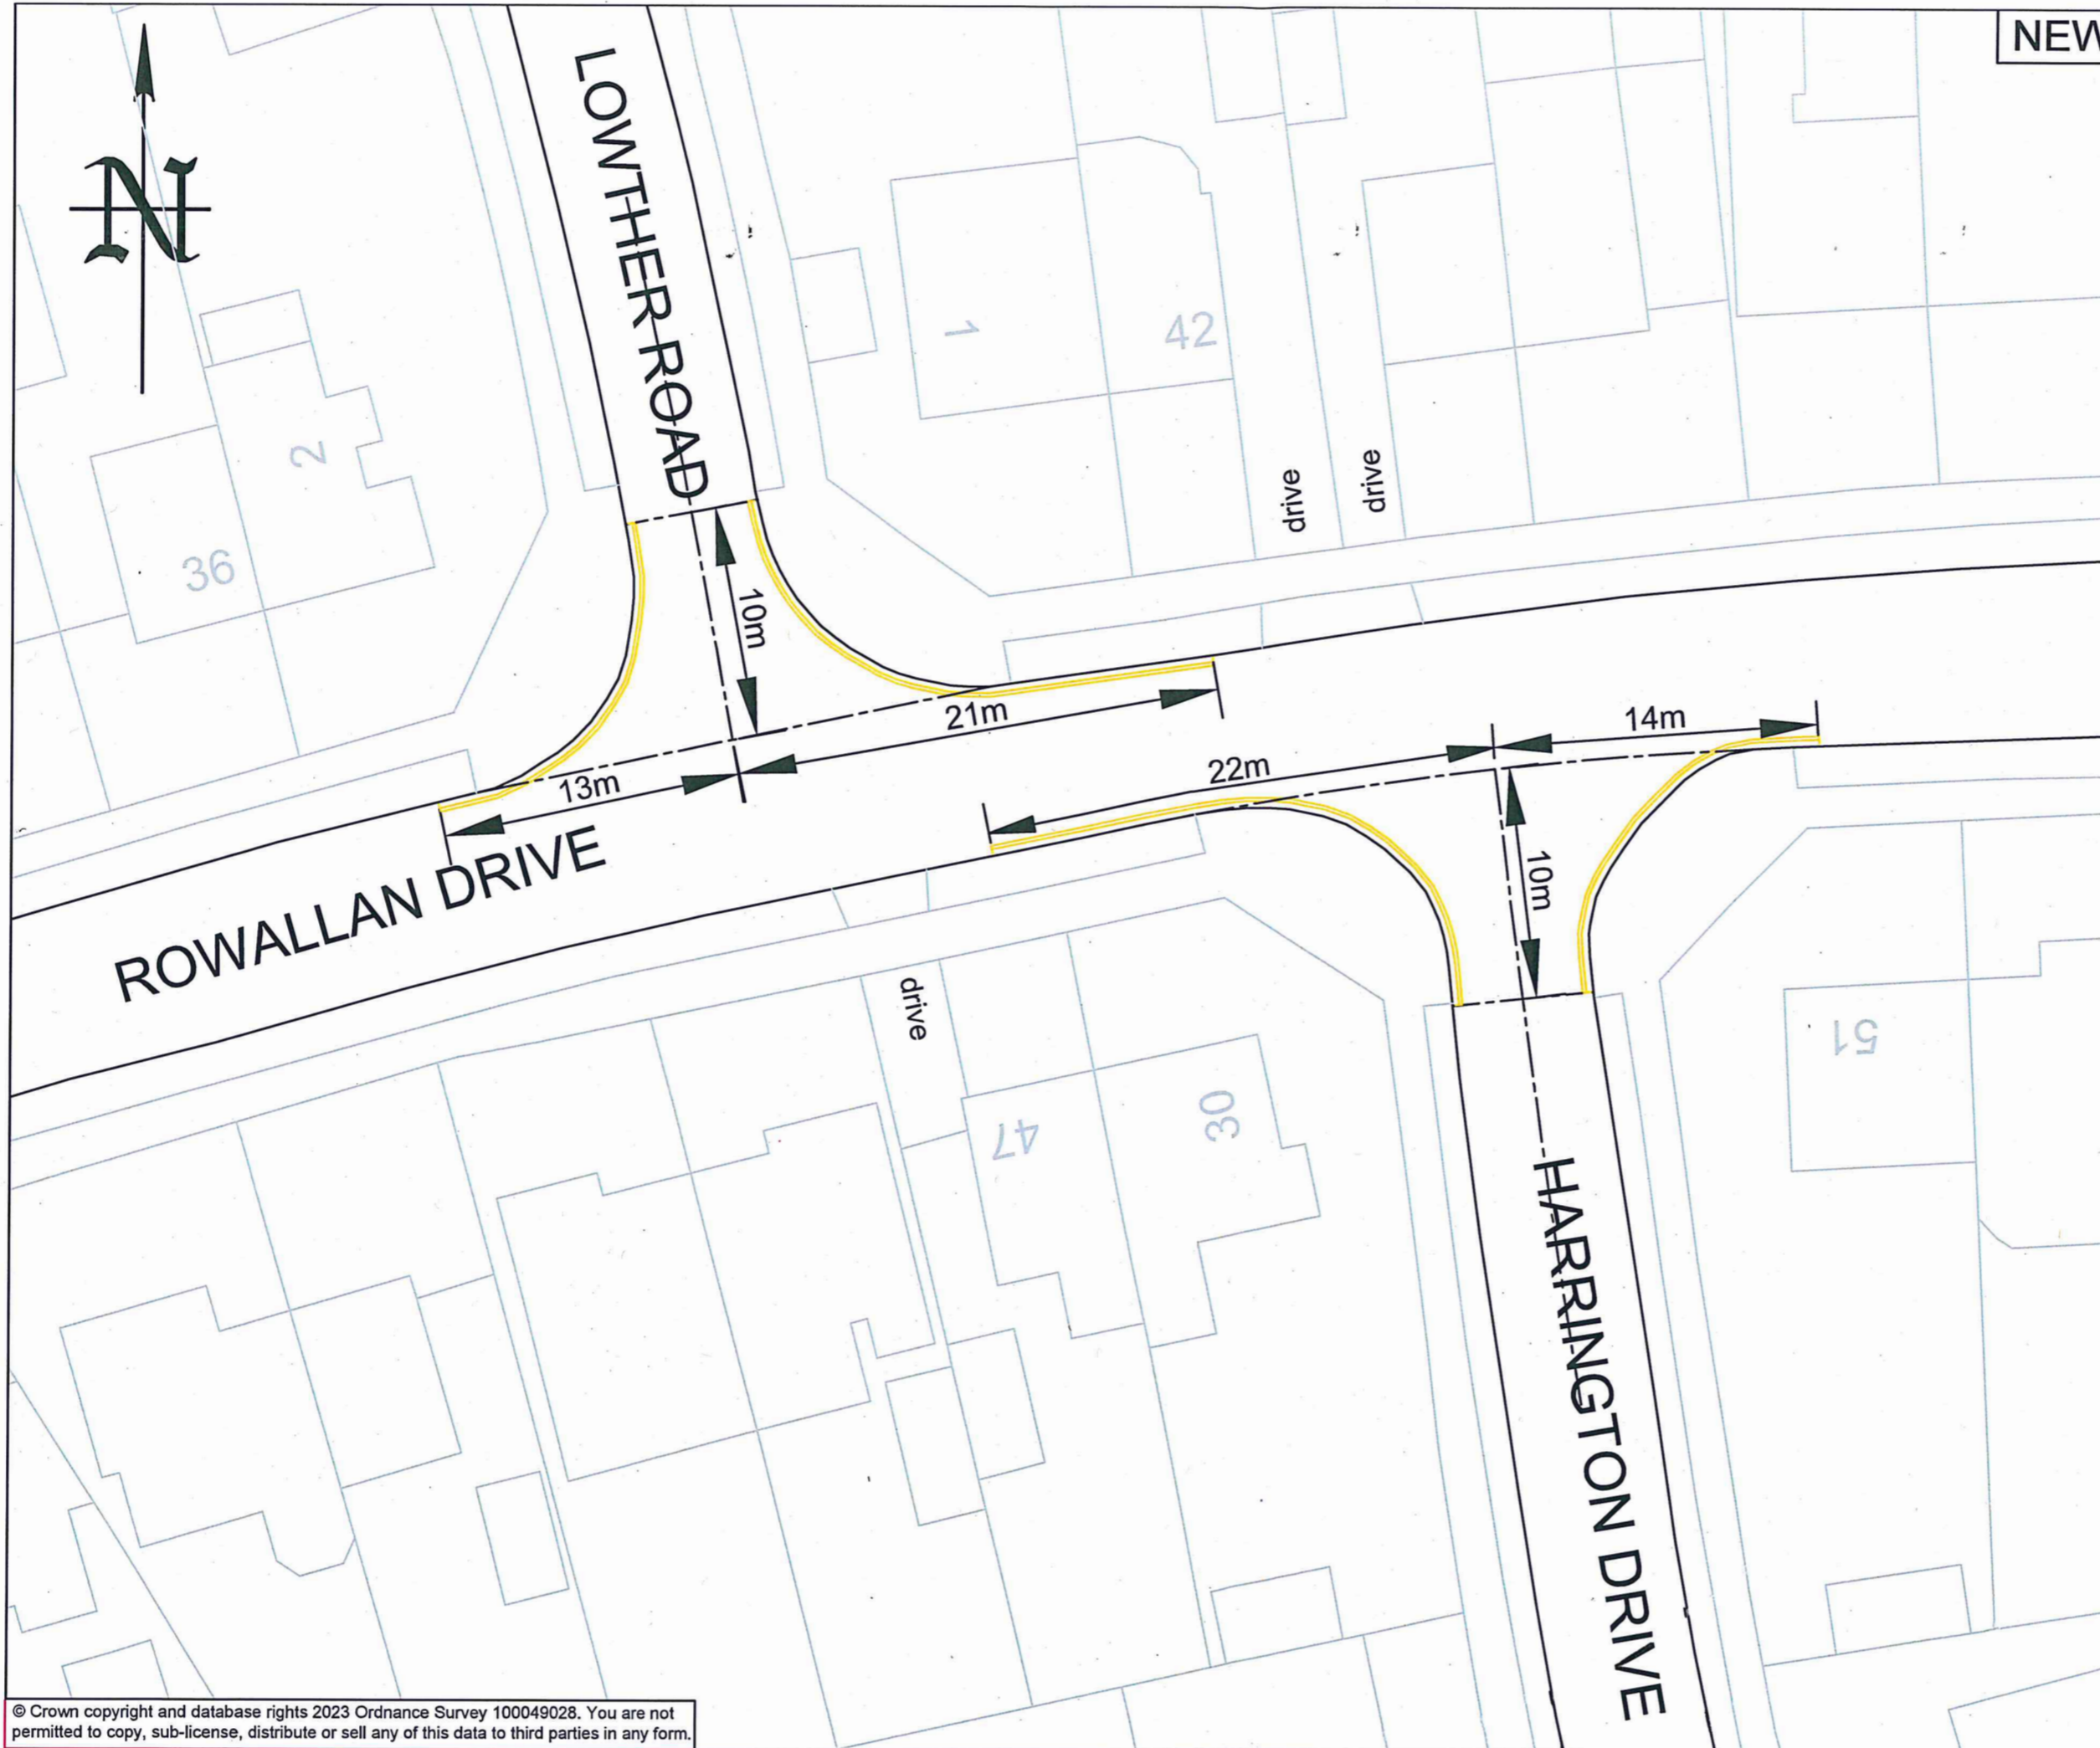 NEW
N
LOWTHER ROAD
1
42
2
36
drive
drive
10m
21m
13m
14m
22m
10m
ROWALLAN DRIVE
drive
51
47
30
HARRINGTON DRIVE
© Crown copyright and database rights 2023 Ordnance Survey 100049028. You are not
permitted to copy, sub-license, distribute or sell any of this data to third parties in any form.